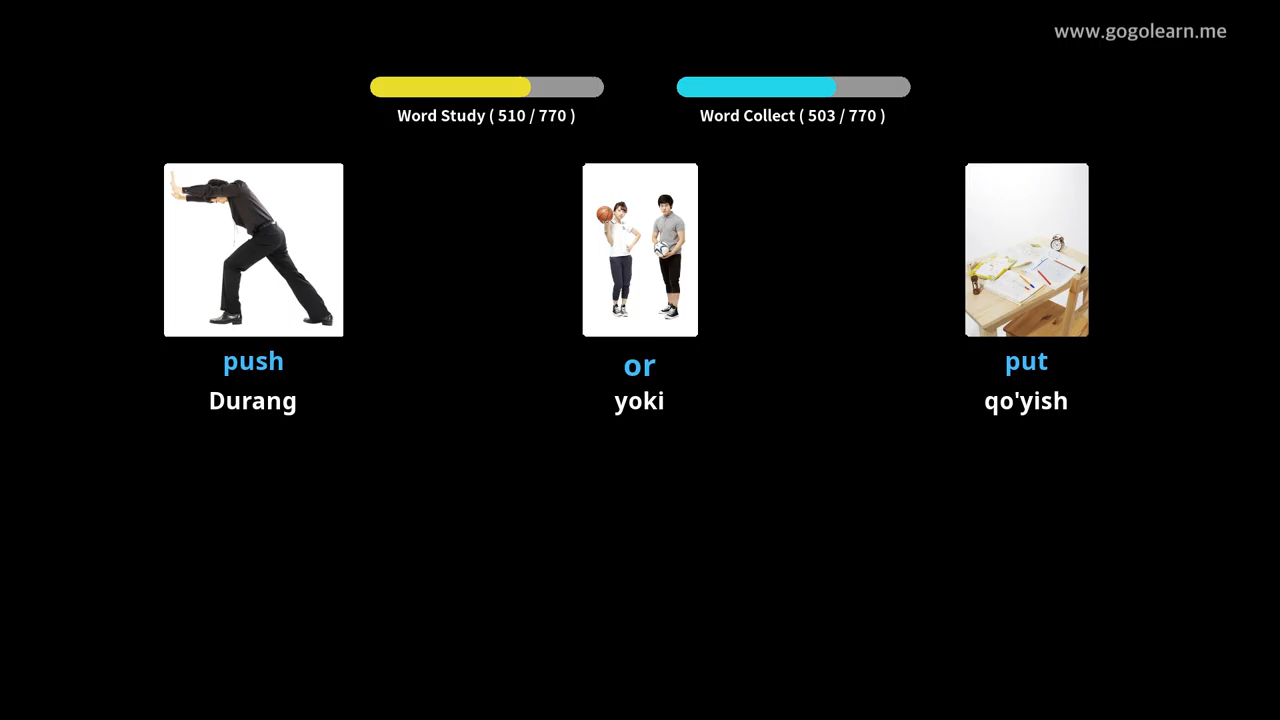 www.gogolearn.me
Word Study ( 510 / 770 )
Word Collect ( 503 / 770 )
push
or
put
Durang
yoki
qo'yish